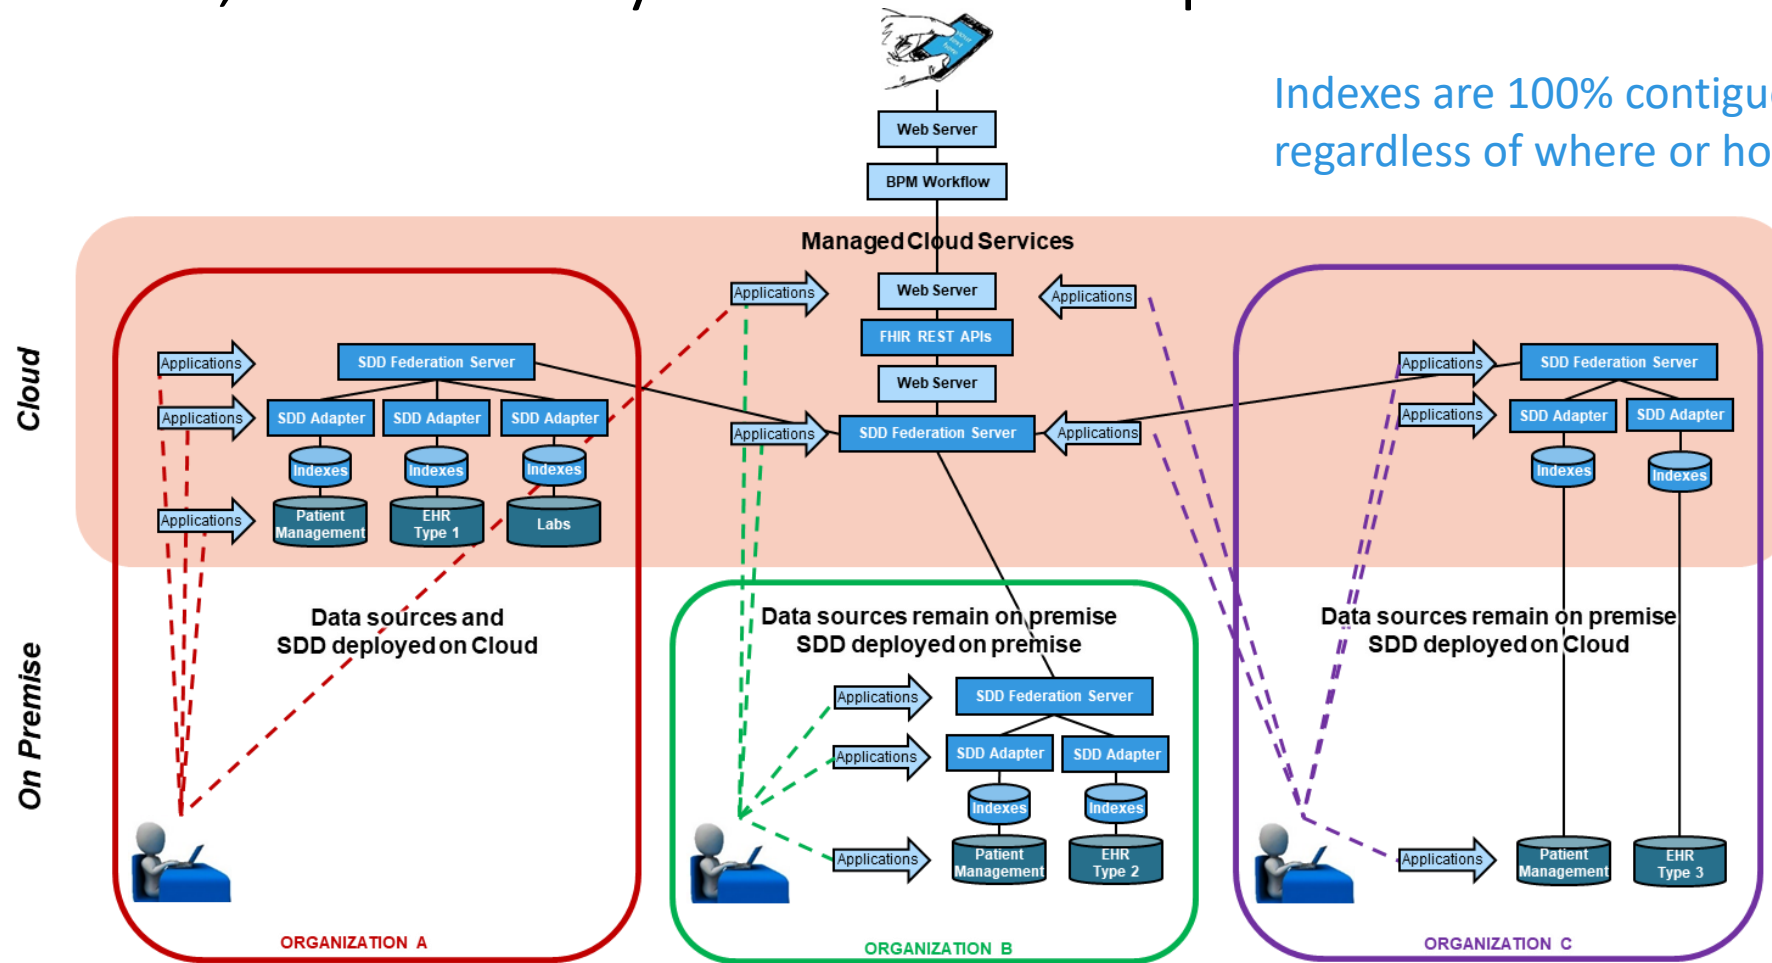 your
text
here
Indexes are 100%
regardless of where or
Web Server
BPM Workflow
Managed Cloud Services
Cloud
On Premise
Applications
Web Server
Applications
FHIR REST APIs
Web Server
Applications
SDD Federation Server
Applications
Applications
SDD Federation Server
Applications
SDD Adapter
SDD Adapter
SDD Adapter
Indexes
Indexes
Indexes
Applications
Patient
Management
EHR
Type 1
Labs
Data sources and
SDD deployed on Cloud
ORGANIZATION A
Data sources remain on premise
SDD deployed on premise
Applications
SDD Federation Server
Applications
SDD Adapter
SDD Adapter
Indexes
Indexes
Applications
Patient
Management
EHR
Type 2
ORGANIZATION B
Applications
SDD Federation Server
Applications
SDD Adapter
SDD Adapter
Indexes
Indexes
Data sources remain on premise
SDD deployed on Cloud
Applications
Patient
Management
EHR
Type 3
ORGANIZATION C